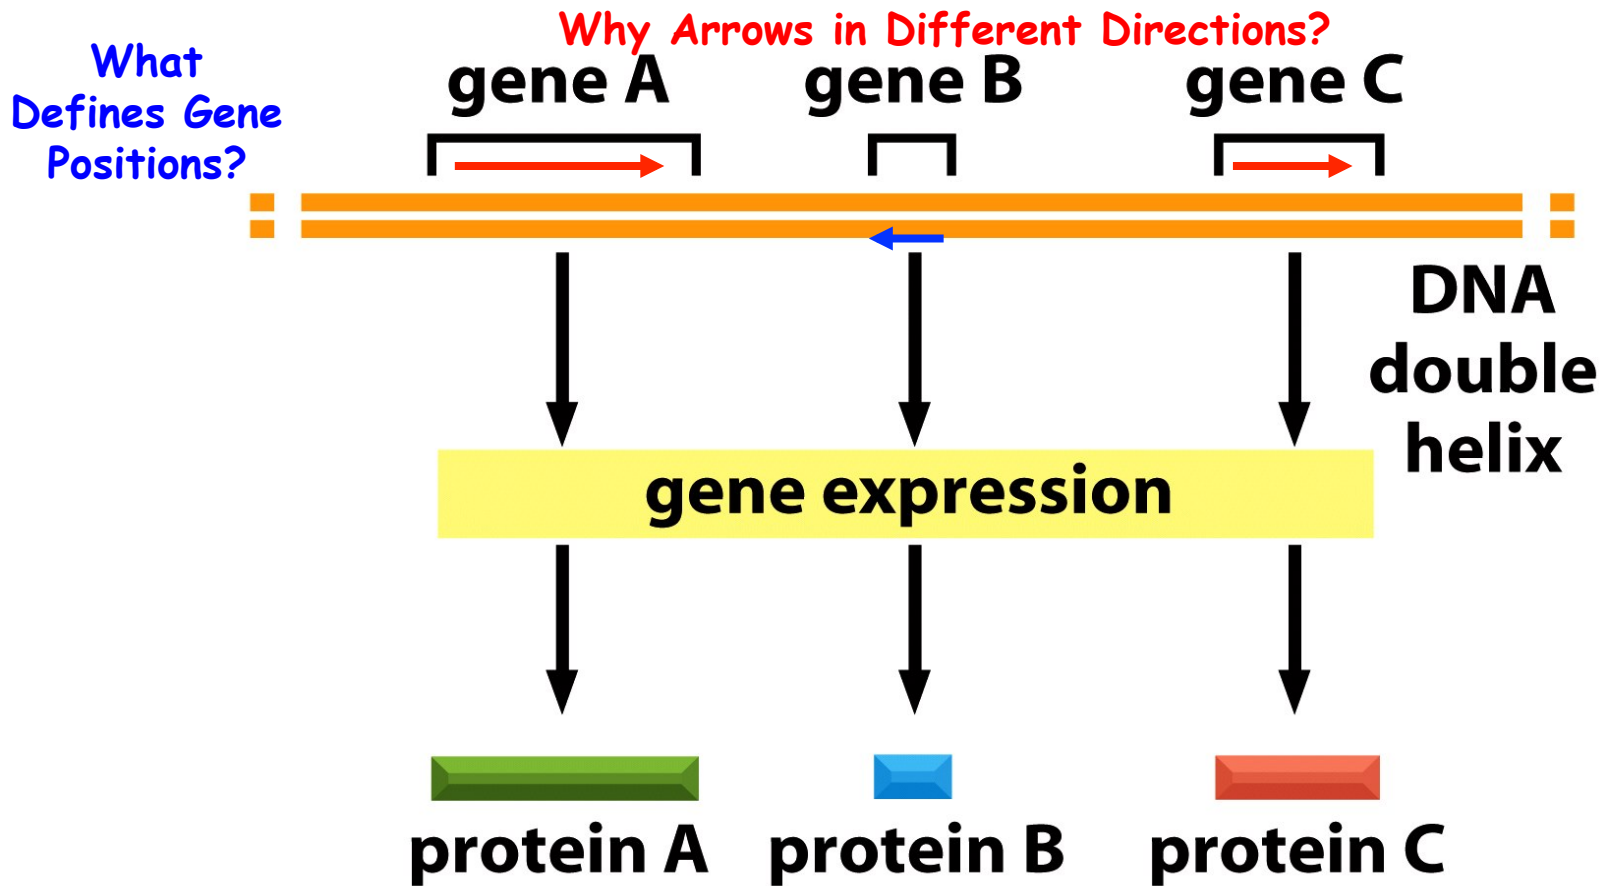 Why Arrows in Different Directions?
What
Defines Gene
Positions?
gene A
gene B
gene C
DNA
double
helix
gene expression
protein A
protein B
protein C